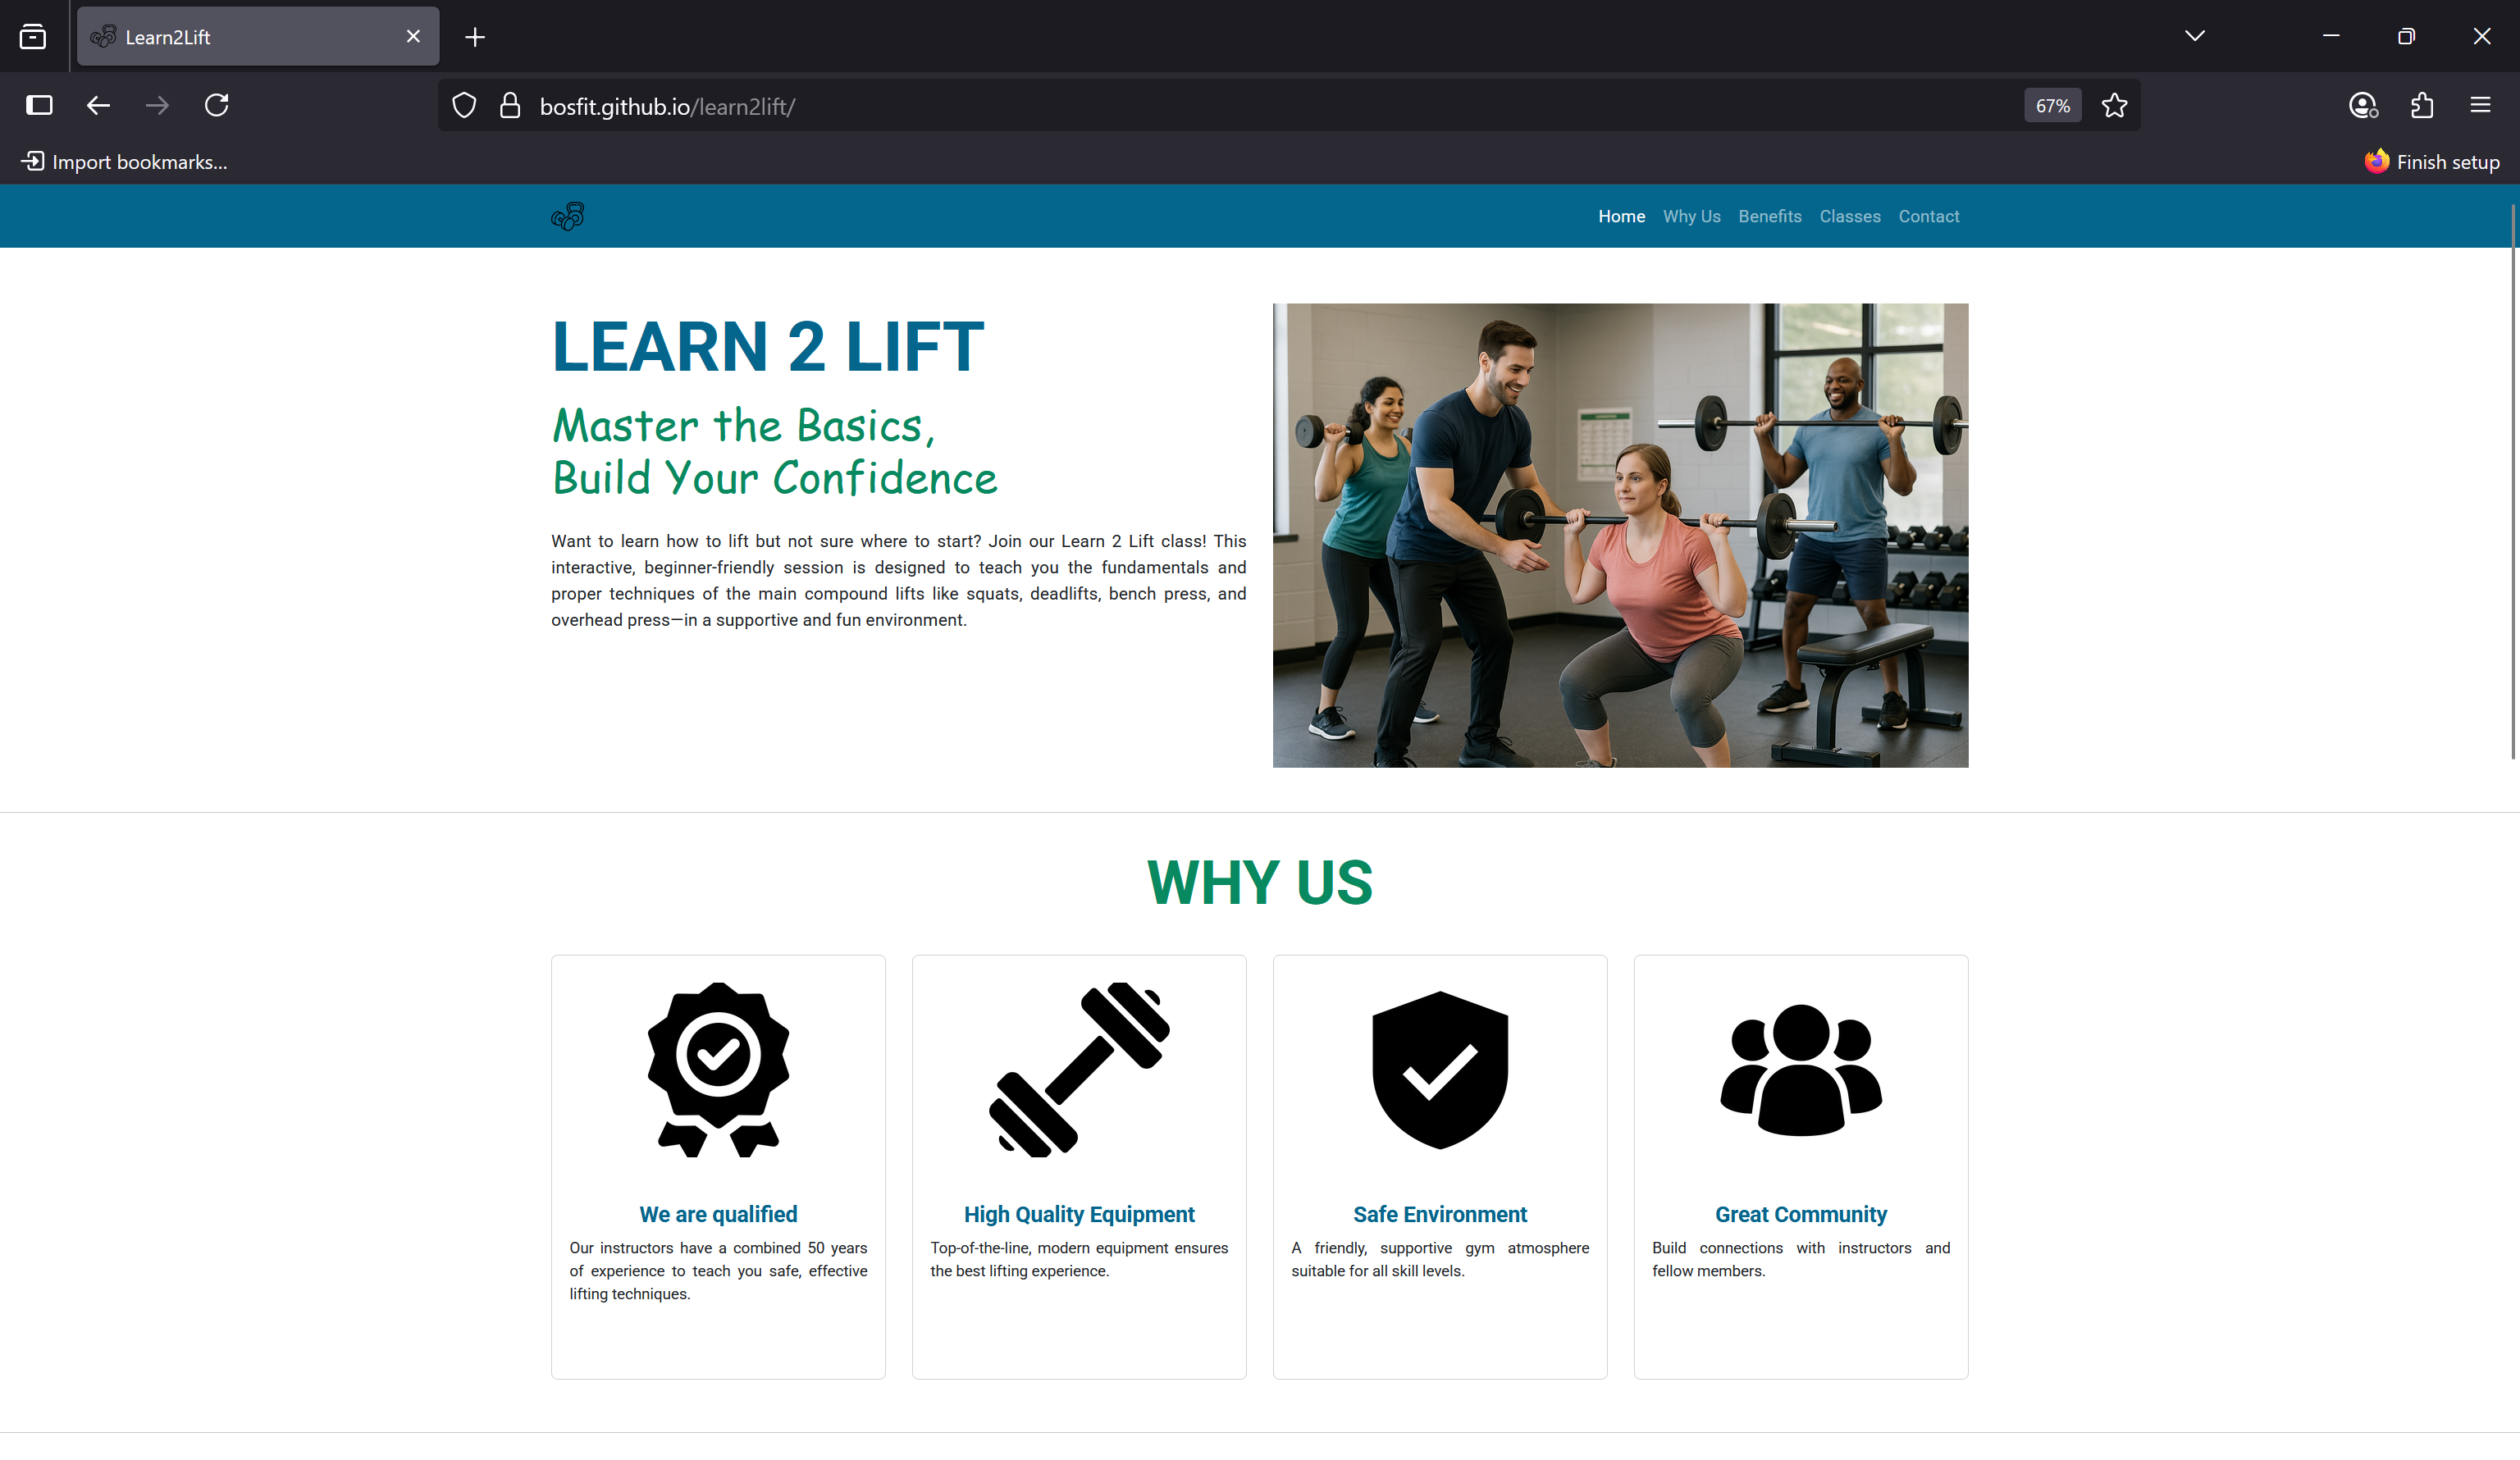 Learn2Lift
bosfit.github.io/learn2lift/
67%
Import bookmarks...
Finish setup
Home Why Us Benefits Classes Contact
LEARN 2 LIFT
Master the Basics,
Build Your Confidence
Want to learn how to lift but not sure where to start? Join our Learn 2 Lift class! This
interactive, beginner-friendly session is designed to teach you the fundamentals and
proper techniques of the main compound lifts like squats, deadlifts, bench press, and
overhead press—in a supportive and fun environment.
WHY US
We are qualified
Our instructors have a combined 50 years
of experience to teach you safe, effective
lifting techniques.
High Quality Equipment
Top-of-the-line, modern equipment ensures
the best lifting experience.
Safe Environment
A friendly, supportive gym atmosphere
suitable for all skill levels.
Great Community
Build connections with instructors and
fellow members.